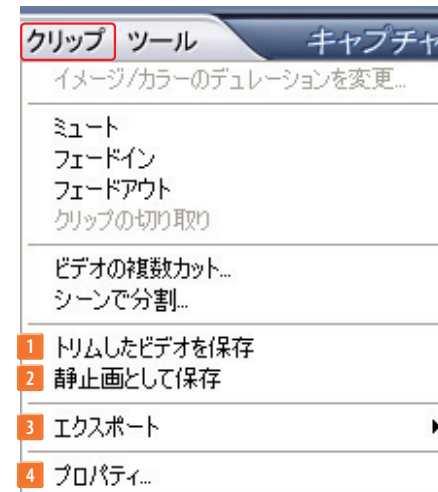 クリップ ツール キャプチャ
イメージ/カラーのデュレーションを変更...
ミュート
フェードイン
フェードアウト
クリップの切り取り
ビデオの複数カット...
シーンで分割...
1 トリムしたビデオを保存
2 静止画として保存
3 エクスポート
4 プロパティ...